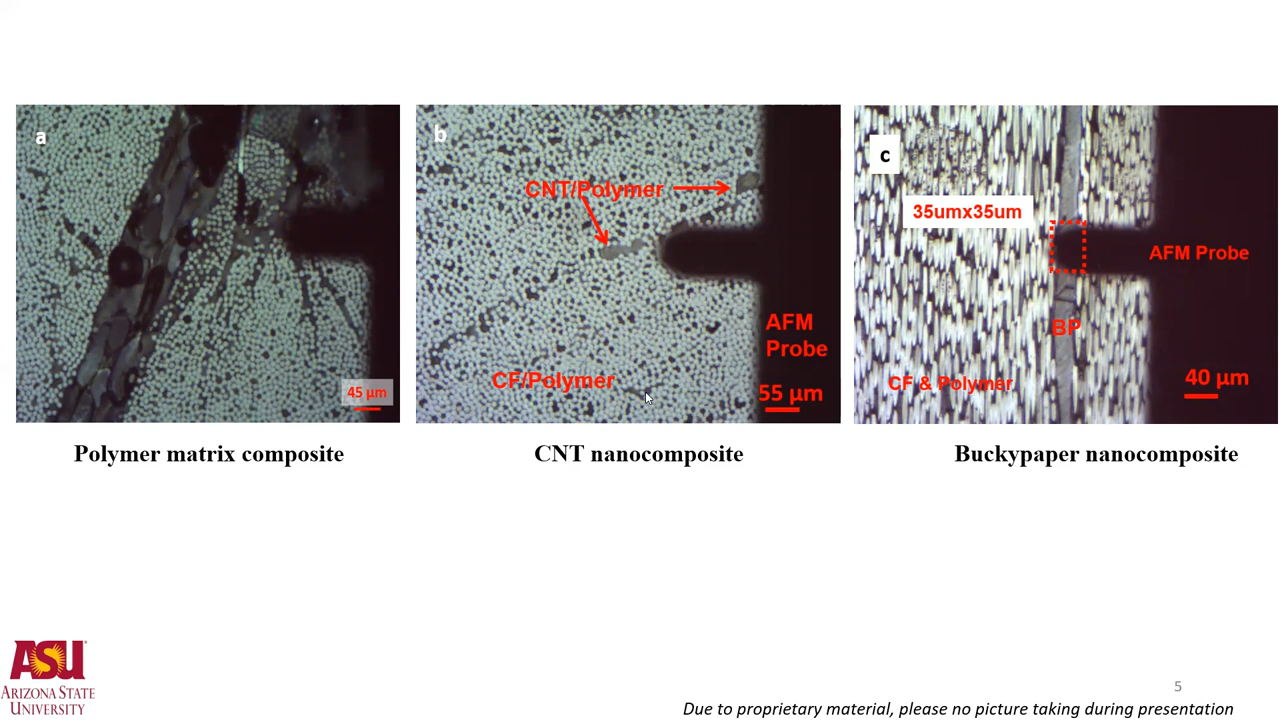 a
45 µm
Polymer matrix composite
b
CNT/Polymer
AFM
Probe
CF/Polymer
55 µm
CNT nanocomposite
c
35umx35um
AFM Probe
BP
CF & Polymer
40 µm
Buckypaper nanocomposite
ASU
ARIZONA STATE
UNIVERSITY
5
Due to proprietary material, please no picture taking during presentation